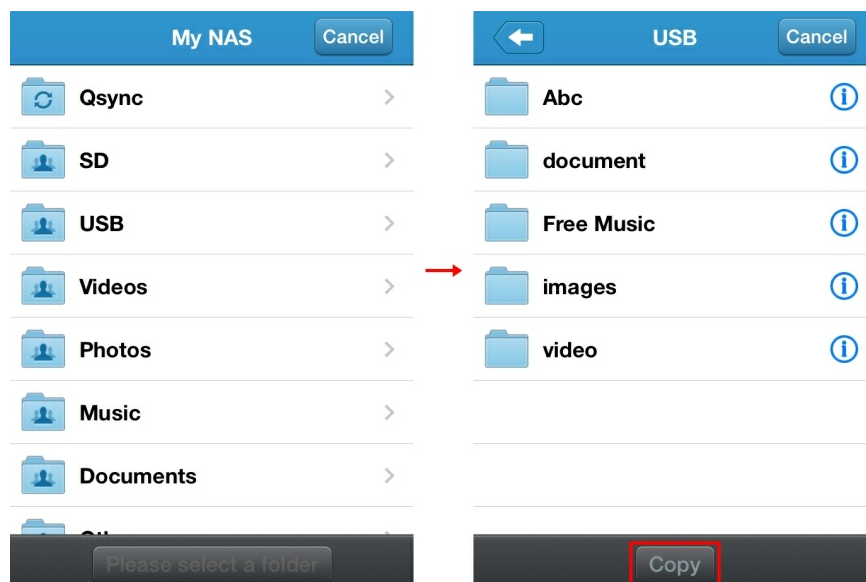 My NAS
Cancel
Qsync
SD
USB
Videos
Photos
Music
Documents
Please select a folder
USB
Cancel
Abc
document
Free Music
images
video
Copy